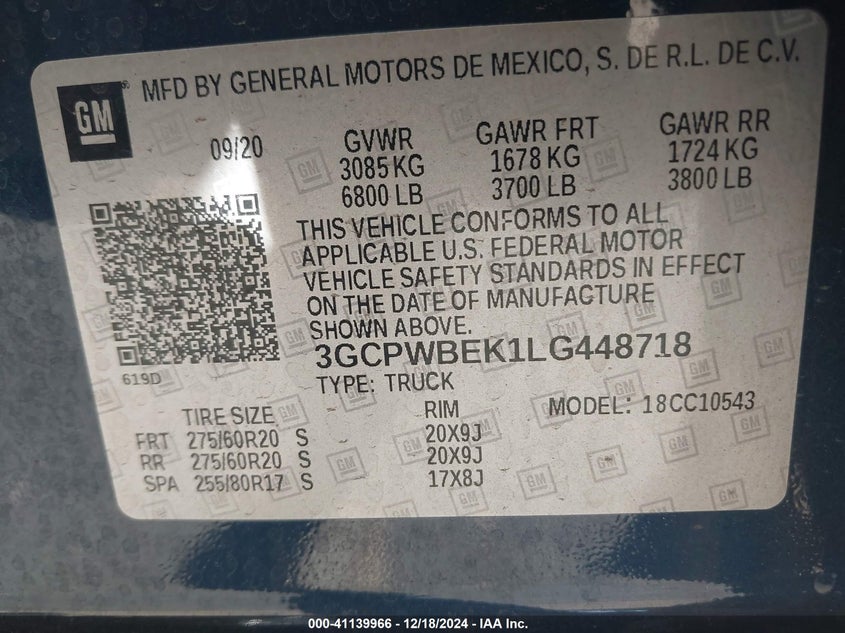 MFD BY GENERAL MOTORS DE MEXICO, S. DE R.L. DE C.V.
GM
09/20 GVWR GAWR FRT GAWR RR
3085 KG 1678 KG 1724 KG
6800 LB 3700 LB 3800 LB
THIS VEHICLE CONFORMS TO ALL
APPLICABLE U.S. FEDERAL MOTOR
VEHICLE SAFETY STANDARDS IN EFFECT
ON THE DATE OF MANUFACTURE
SHOWN ABOVE.
3GCPWBEK1LG448718
619D
TYPE: TRUCK
TIRE SIZE RIM MODEL: 18CC10543
FRT 275/60R20 S 20X9J
RR 275/60R20 S 20X9J
SPA 255/80R17 S 17X8J
000-41139966 – 12/18/2024 – IAA Inc.